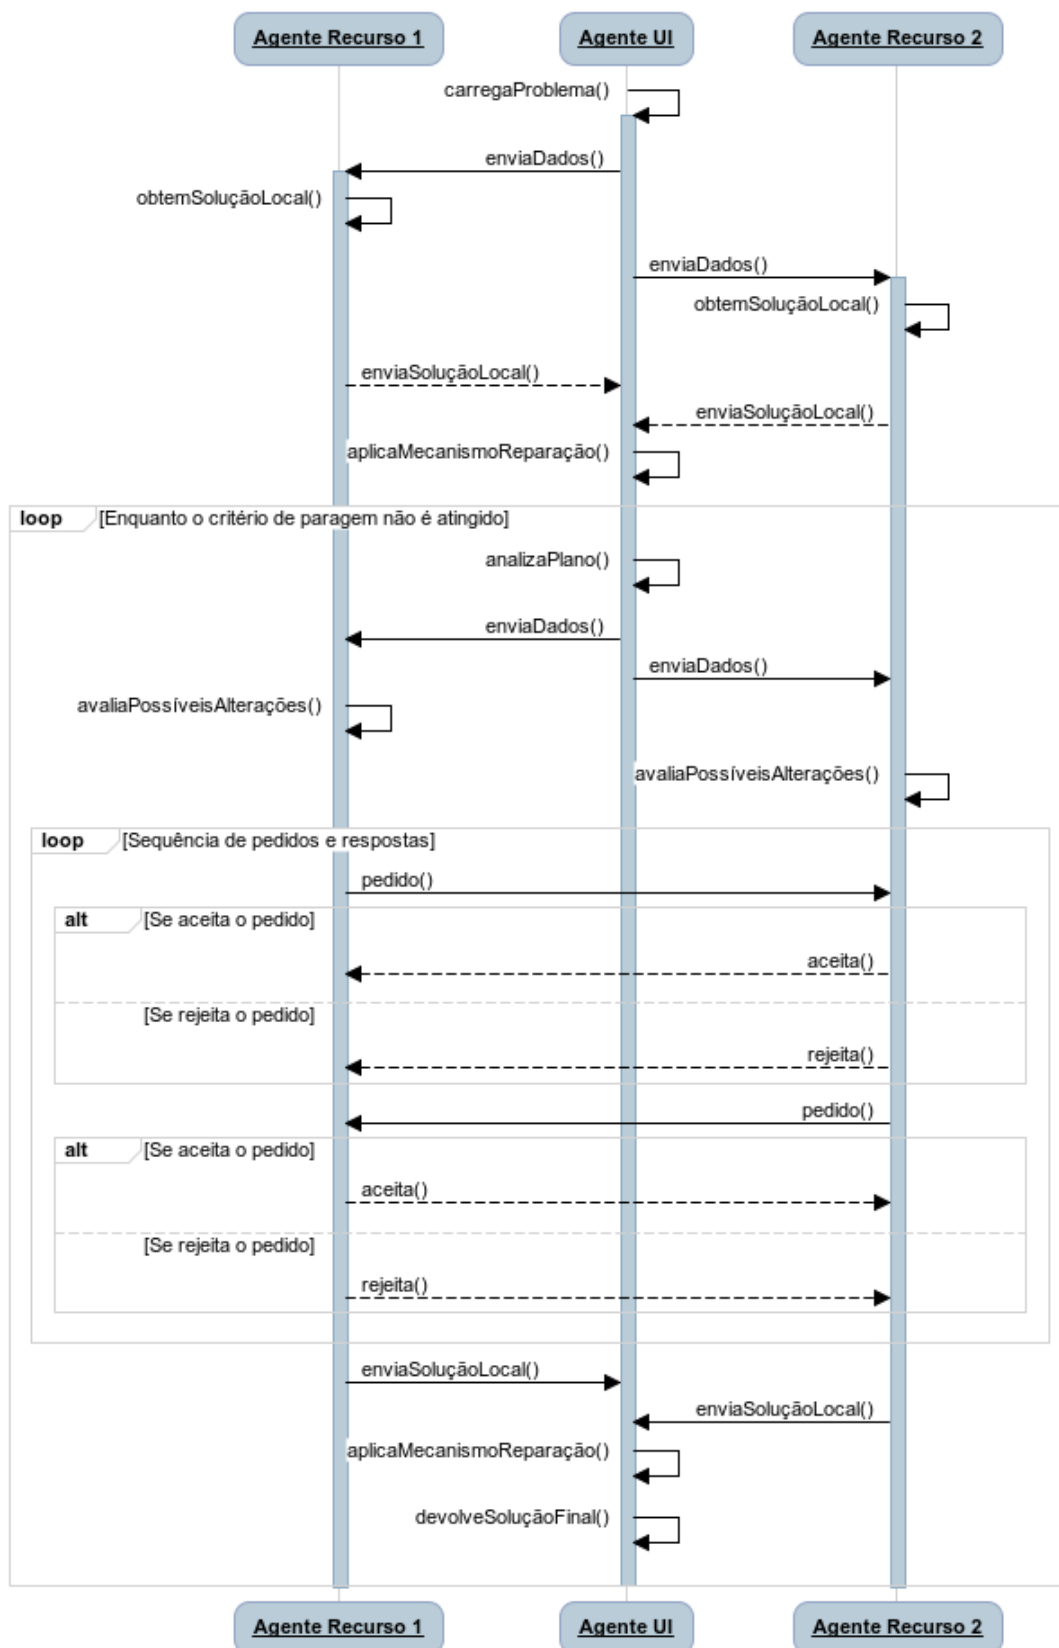 Agente Recurso 1
Agente UI
Agente Recurso 2
carregaProblema()
enviaDados()
obtemSoluçãoLocal()
enviaDados()
obtemSoluçãoLocal()
enviaSoluçãoLocal()
enviaSoluçãoLocal()
aplicaMecanismoReparação()
loop [Enquanto o critério de paragem não é atingido]
analizaPlano()
enviaDados()
enviaDados()
avaliaPossíveisAlterações()
avaliaPossíveisAlterações()
loop [Sequência de pedidos e respostas]
pedido()
alt [Se aceita o pedido]
aceita()
[Se rejeita o pedido]
rejeita()
pedido()
alt [Se aceita o pedido]
aceita()
[Se rejeita o pedido]
rejeita()
enviaSoluçãoLocal()
enviaSoluçãoLocal()
aplicaMecanismoReparação()
devolveSoluçãoFinal()
Agente Recurso 1
Agente UI
Agente Recurso 2